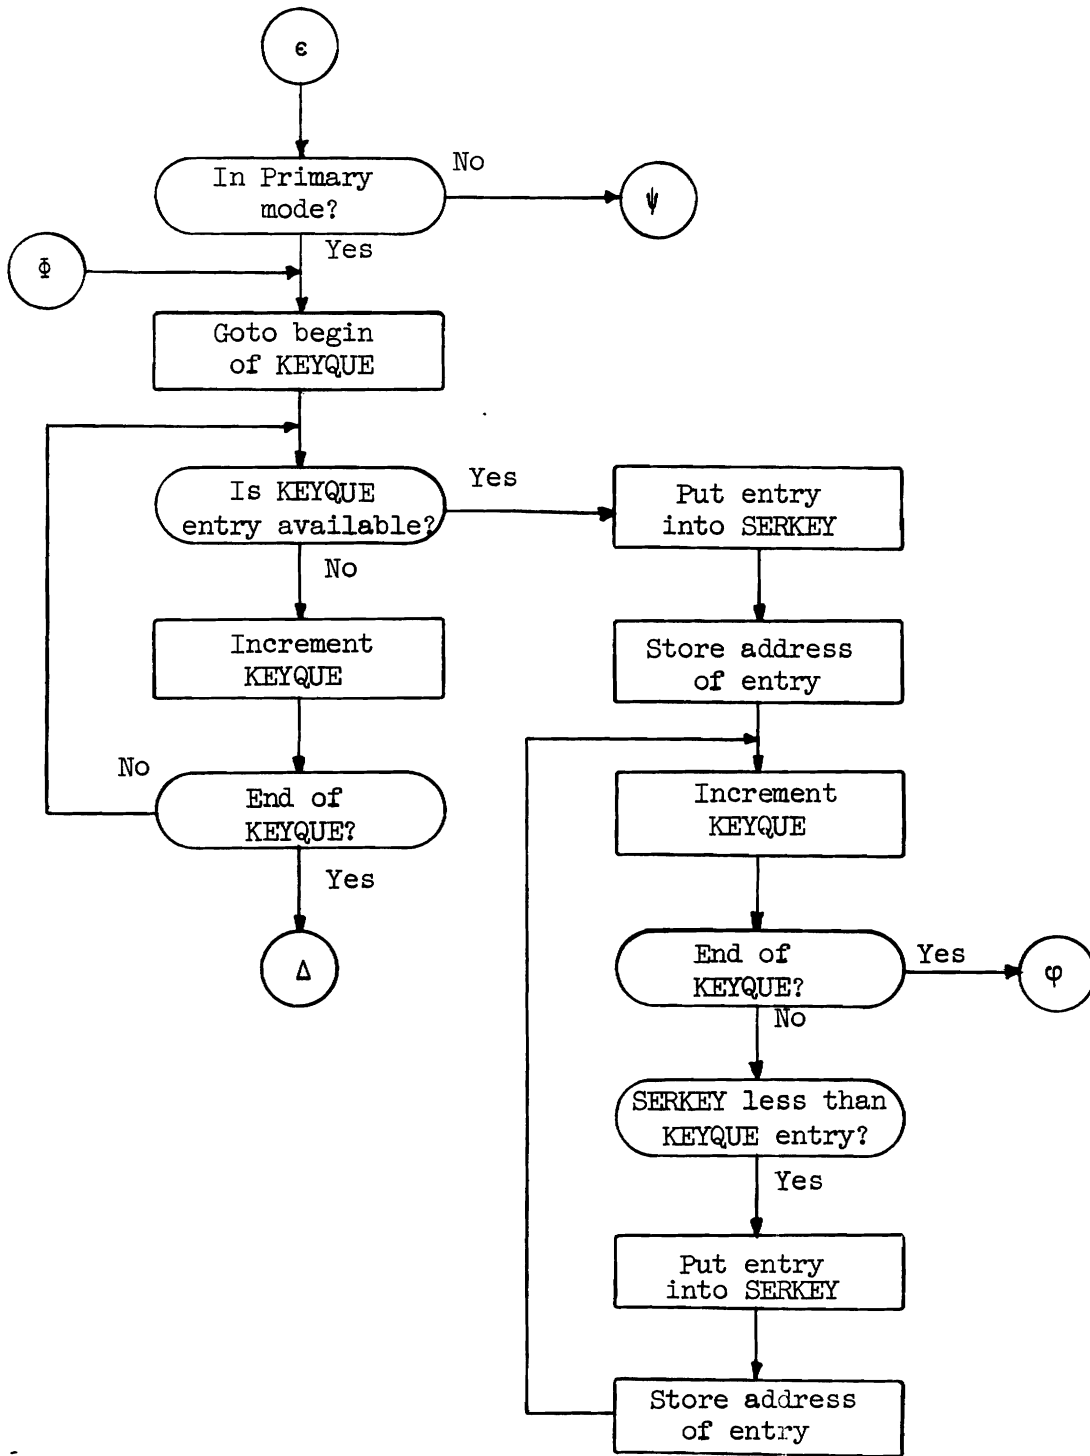 ϵ
In Primary
mode?
No
ψ
Yes
Φ
Goto begin
of KEYQUE
Is KEYQUE
entry available?
Yes
No
Put entry
into SERKEY
Increment
KEYQUE
Store address
of entry
No
End of
KEYQUE?
Yes
Δ
Increment
KEYQUE
End of
KEYQUE?
Yes
φ
No
SERKEY less than
KEYQUE entry?
Yes
Put entry
into SERKEY
Store address
of entry